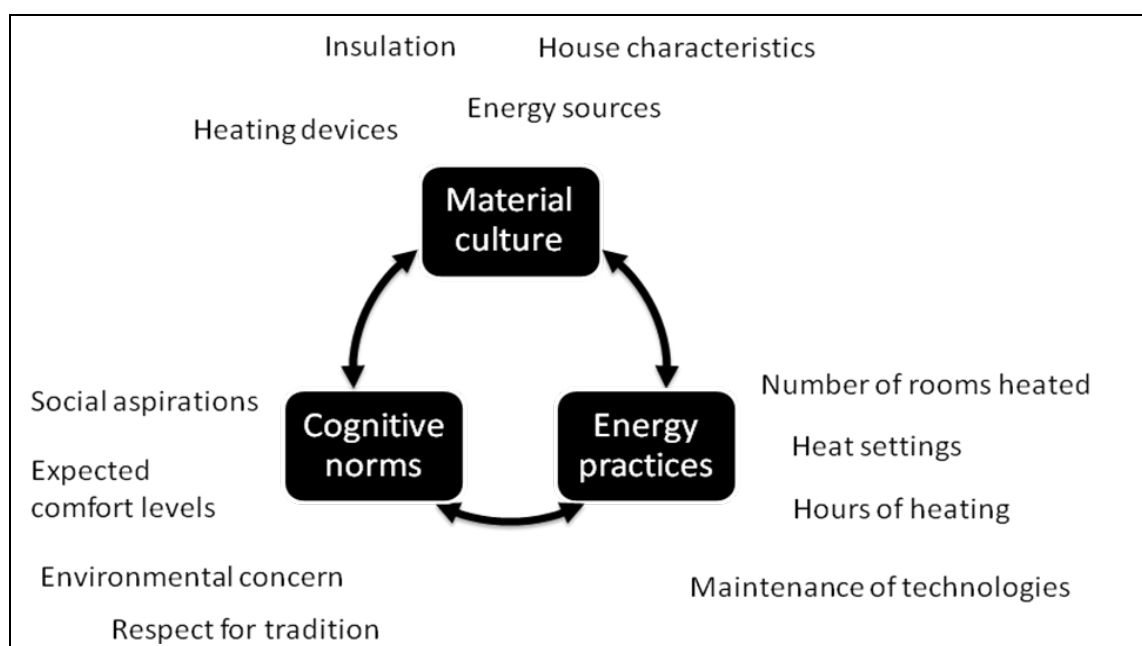 Insulation
House characteristics
Energy sources
Heating devices
Material
culture
Social aspirations
Expected
comfort levels
Environmental concern
Respect for tradition
Cognitive
norms
Energy
practices
Number of rooms heated
Heat settings
Hours of heating
Maintenance of technologies